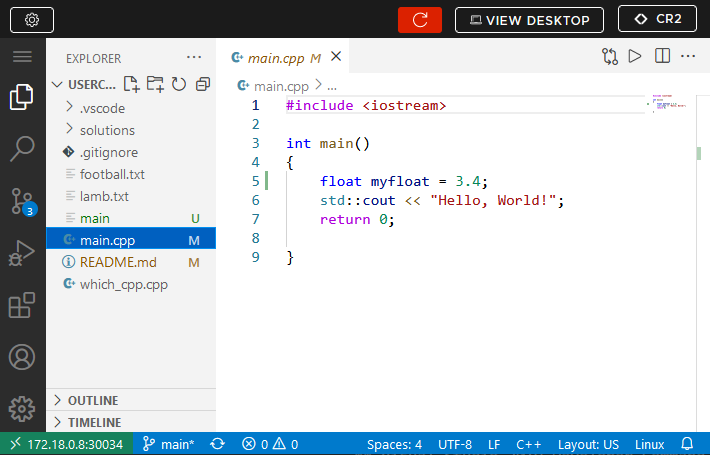 VIEW DESKTOP
CR2
EXPLORER
USERC...
.vscode
solutions
.gitignore
football.txt
lamb.txt
main U
main.cpp M
README.md M
which_cpp.cpp
OUTLINE
TIMELINE
main.cpp M
main.cpp > ...
1 #include <iostream>
2
3 int main()
4 {
5 float myfloat = 3.4;
6 std::cout << "Hello, World!";
7 return 0;
8
9 }
3
172.18.0.8:30034 main* 0 0 Spaces: 4 UTF-8 LF C++ Layout: US Linux